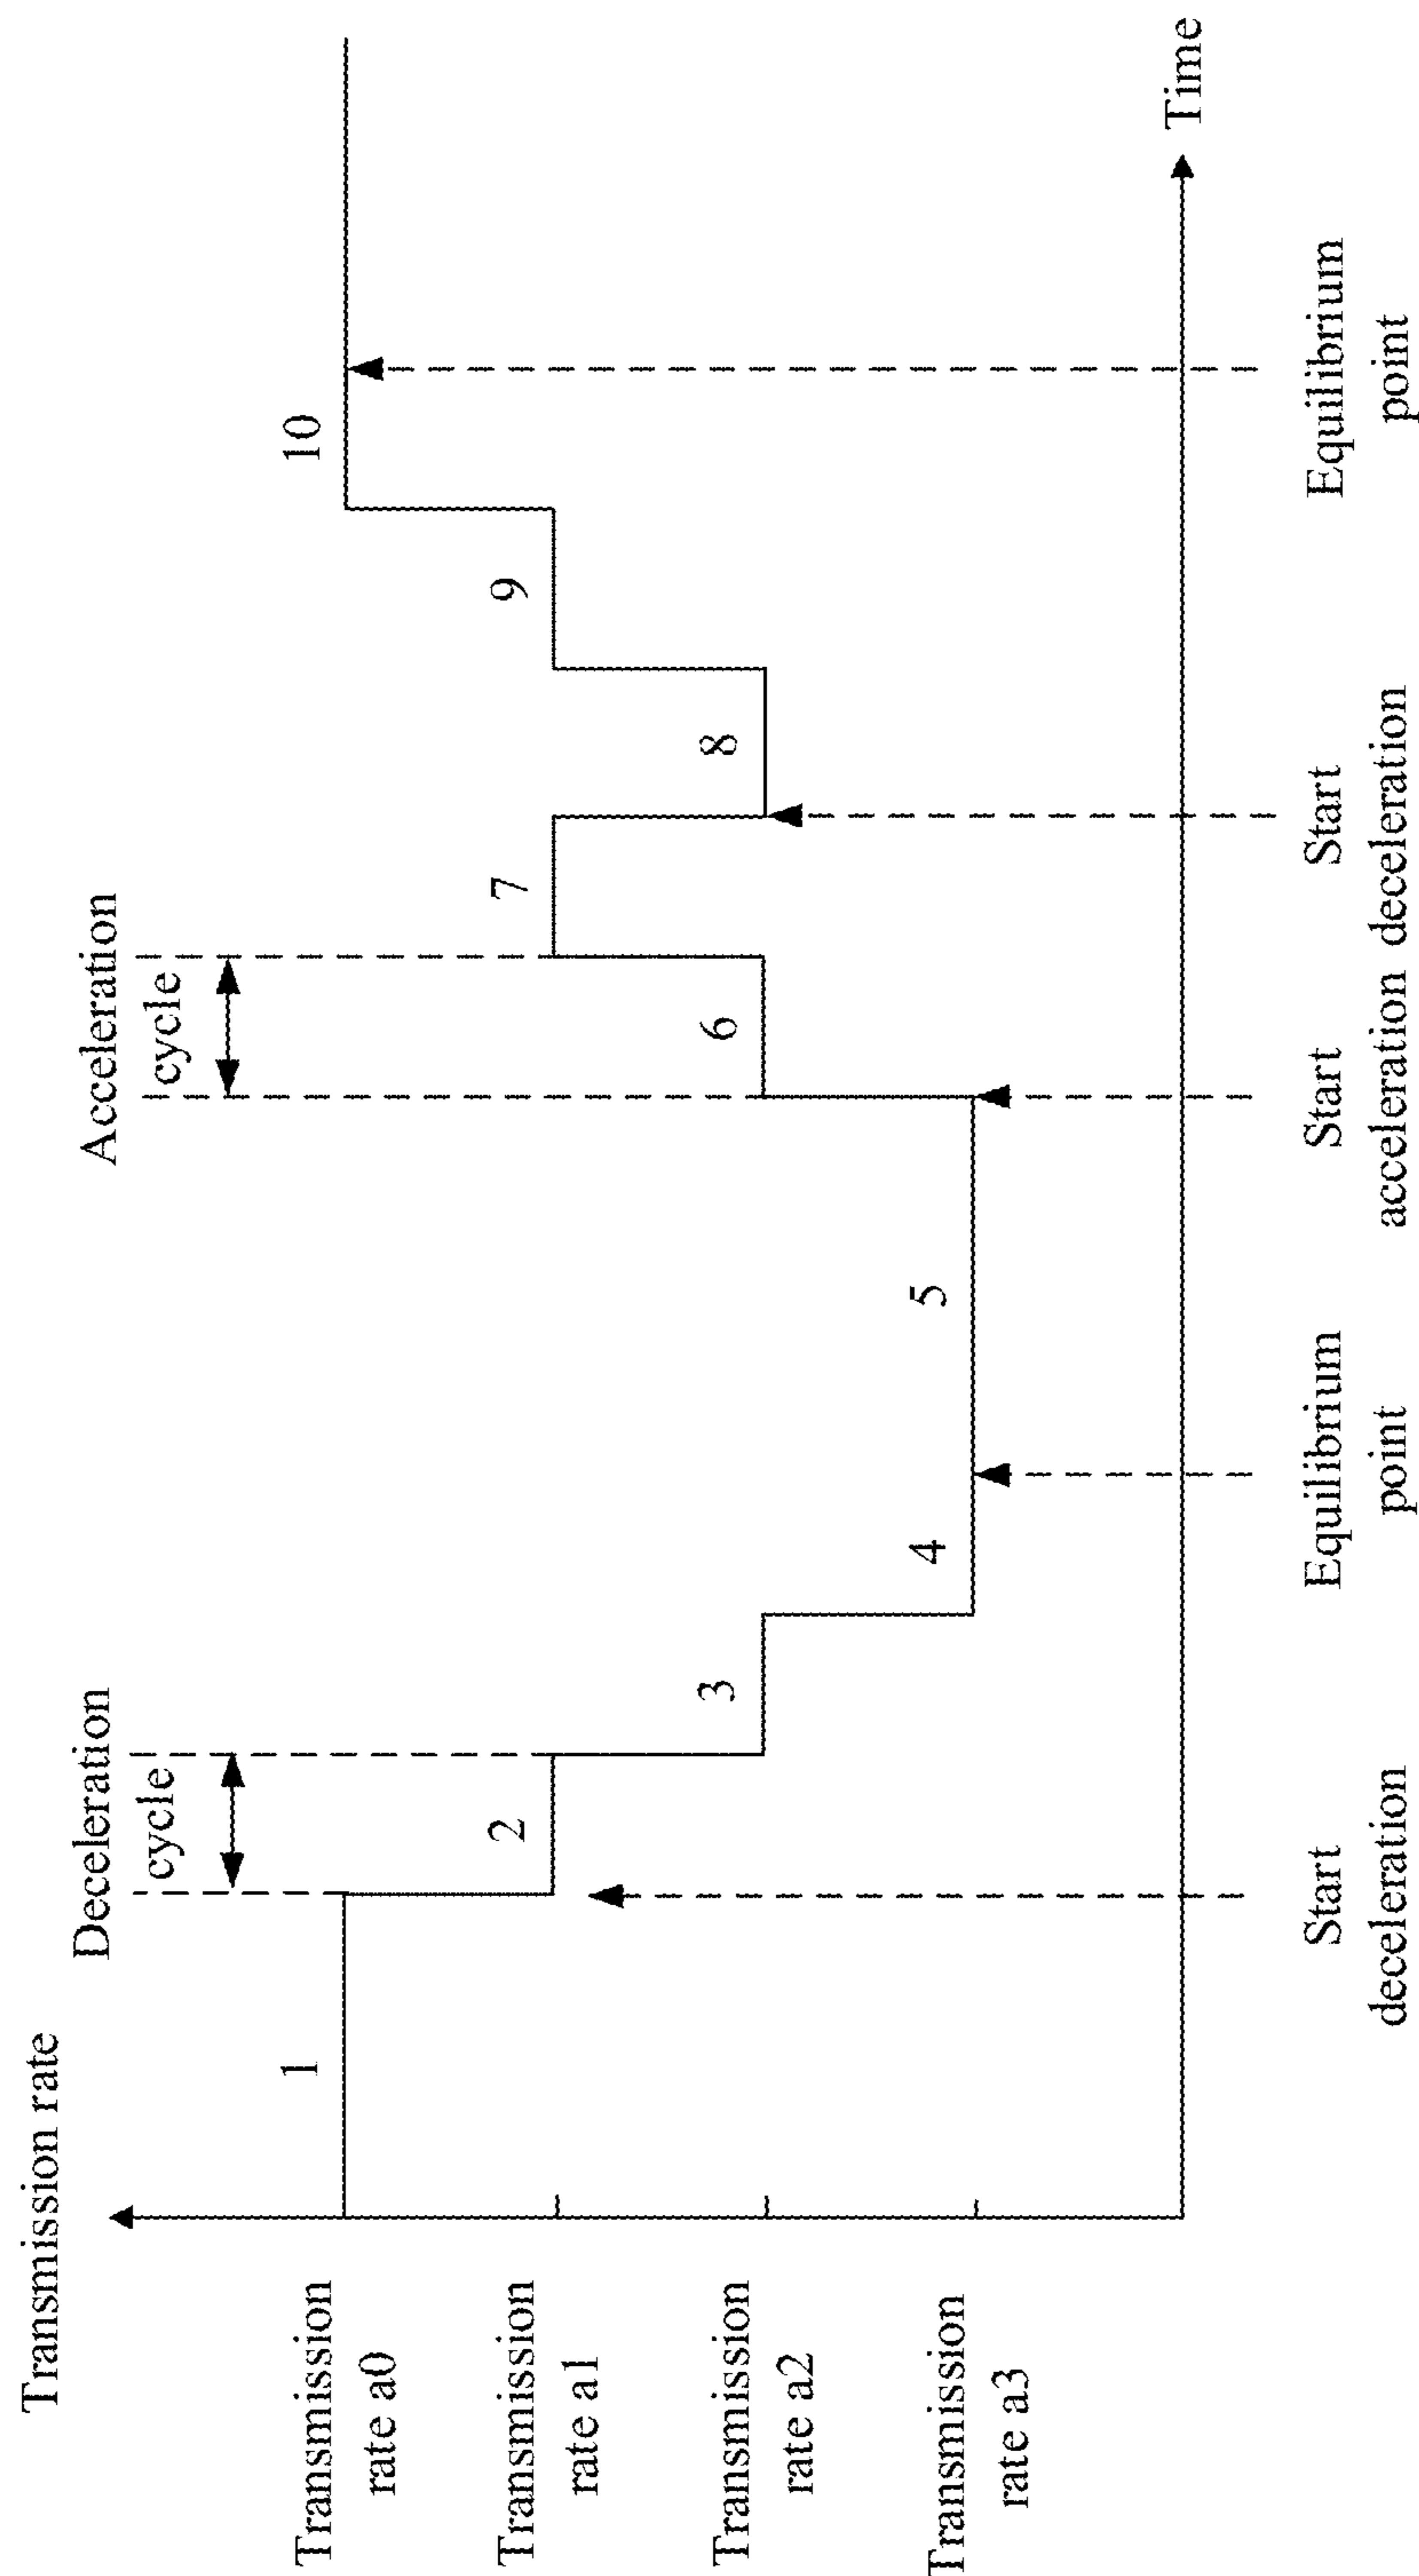 Transmission rate
Deceleration
cycle
Acceleration
cycle
Transmission
rate a0
1
10
Transmission
rate a1
2
7
9
Transmission
rate a2
3
6
8
Transmission
rate a3
4
5
Time
Start
deceleration
Equilibrium
point
Start
acceleration
Start
deceleration
Equilibrium
point